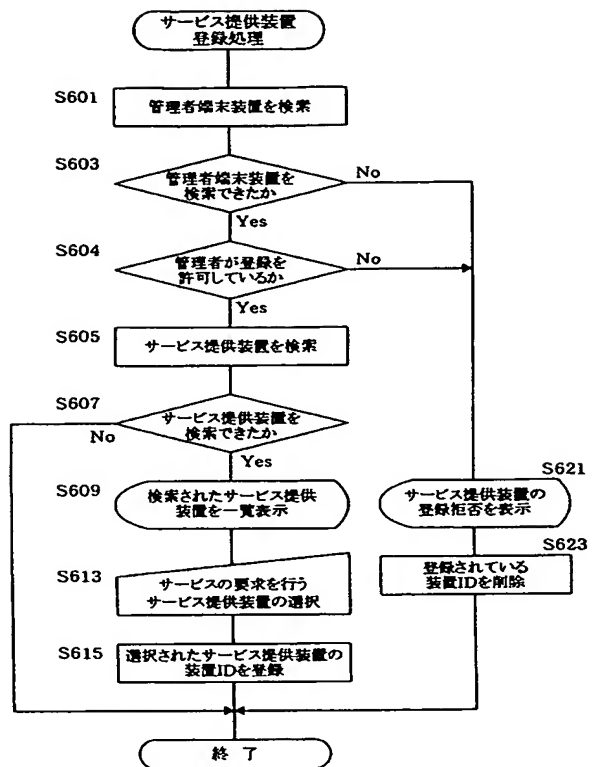 サービス提供装置
登録処理
S601
管理者端末装置を検索
S603
管理者端末装置を
検索できたか
No
Yes
S604
管理者が登録を
許可しているか
No
Yes
S605
サービス提供装置を検索
S607
サービス提供装置を
検索できたか
No
Yes
S609
検索されたサービス提供
装置を一覧表示
S621
サービス提供装置の
登録拒否を表示
S613
サービスの要求を行う
サービス提供装置の選択
S623
登録されている
装置IDを削除
S615
選択されたサービス提供装置の
装置IDを登録
終 了